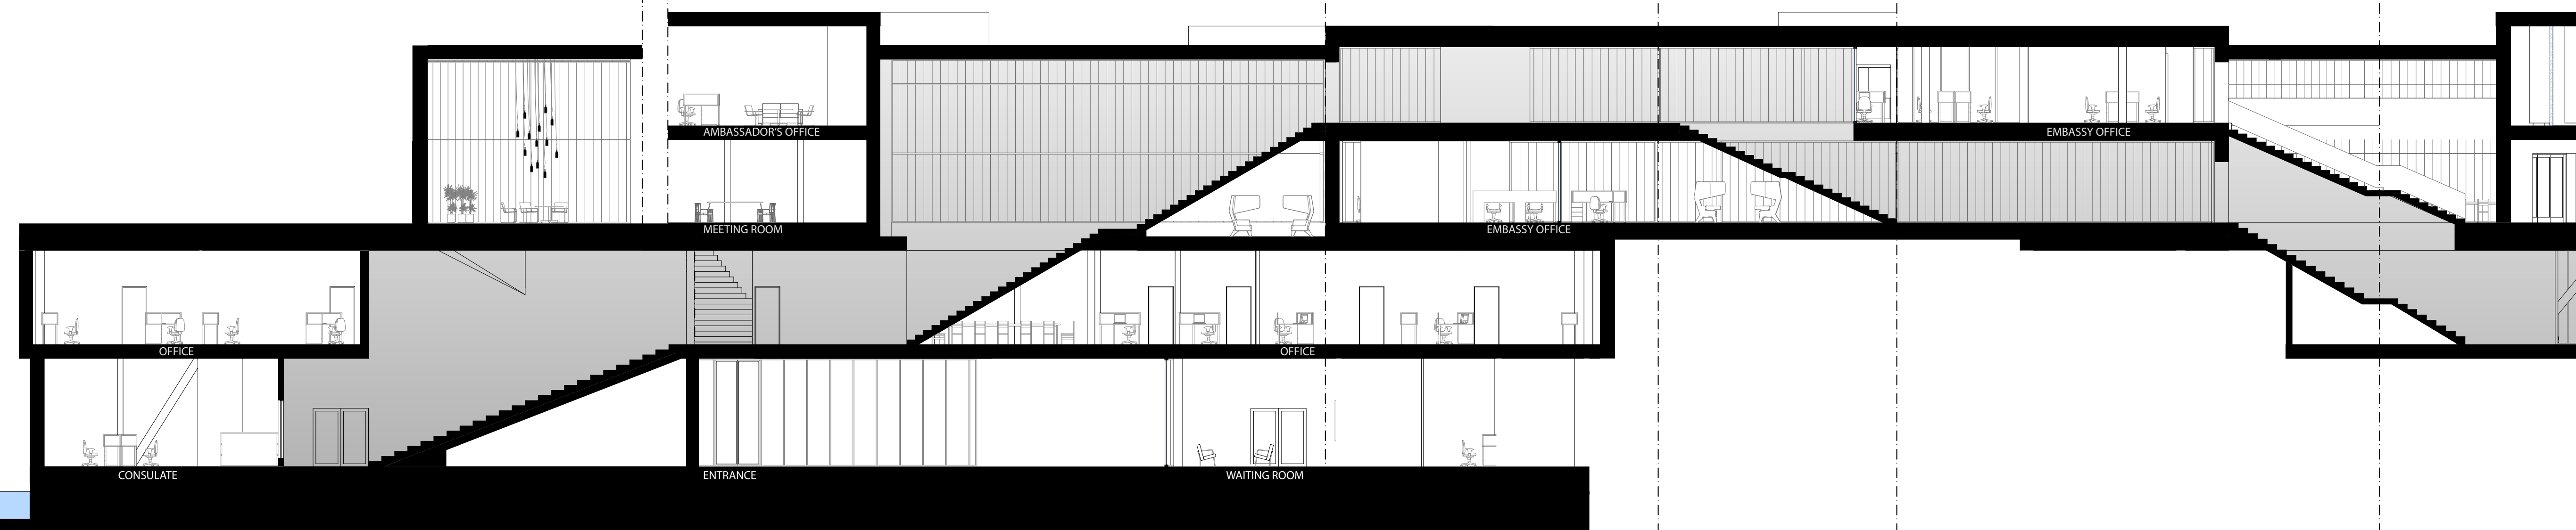 AMBASSADOR'S OFFICE
EMBASSY OFFICE
MEETING ROOM
EMBASSY OFFICE
OFFICE
OFFICE
CONSULATE
ENTRANCE
WAITING ROOM